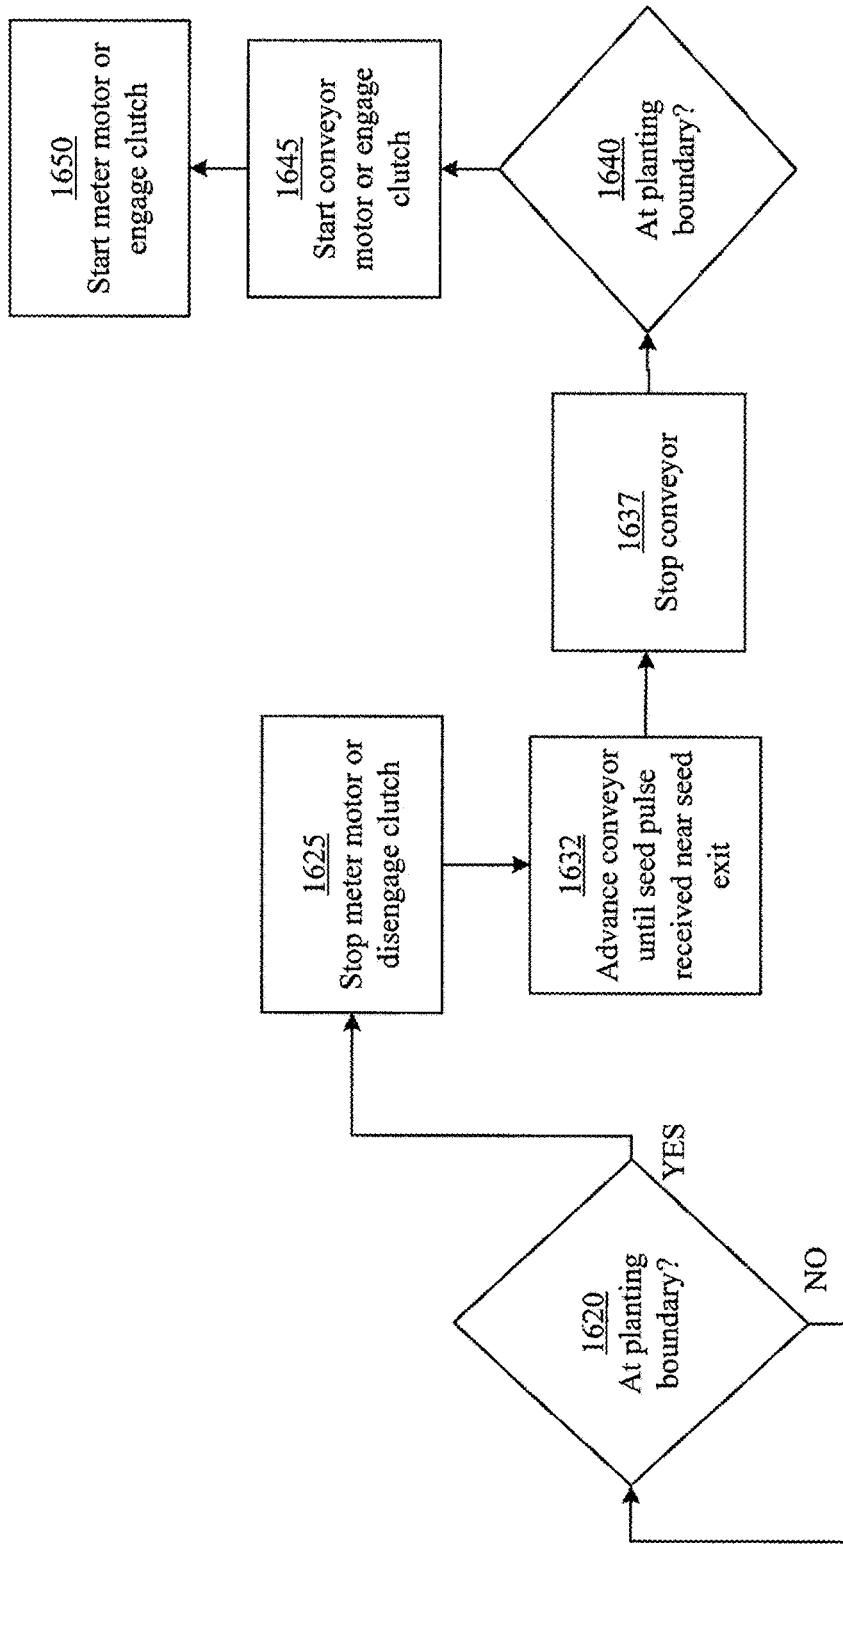 1620
At planting
boundary?
YES
NO
1625
Stop meter motor or
disengage clutch
1632
Advance conveyor
until seed pulse
received near seed
exit
1637
Stop conveyor
1640
At planting
boundary?
1645
Start conveyor
motor or engage
clutch
1650
Start meter motor or
engage clutch